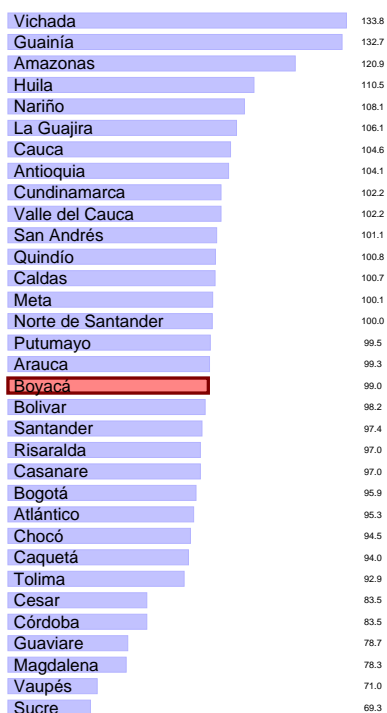 Vichada 133.8
Guainía 132.7
Amazonas 120.9
Huila 110.5
Nariño 108.1
La Guajira 106.1
Cauca 104.6
Antioquia 104.1
Cundinamarca 102.2
Valle del Cauca 102.2
San Andrés 101.1
Quindío 100.8
Caldas 100.7
Meta 100.1
Norte de Santander 100.0
Putumayo 99.5
Arauca 99.3
Boyacá 99.0
Bolivar 98.2
Santander 97.4
Risaralda 97.0
Casanare 97.0
Bogotá 95.9
Atlántico 95.3
Chocó 94.5
Caquetá 94.0
Tolima 92.9
Cesar 83.5
Córdoba 83.5
Guaviare 78.7
Magdalena 78.3
Vaupés 71.0
Sucre 69.3